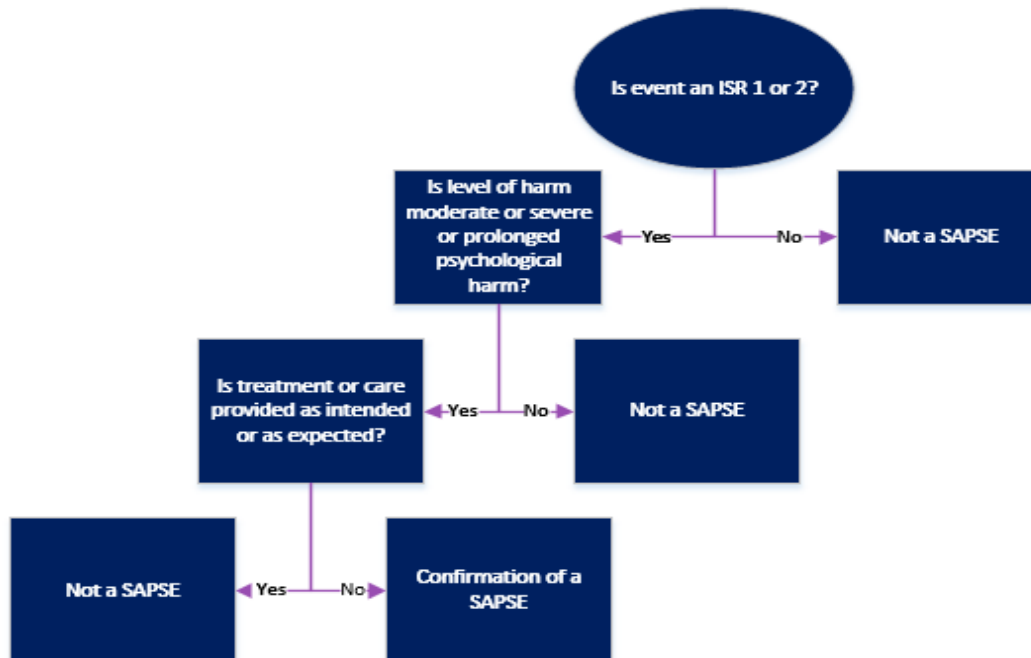 Is event an ISR 1 or 2?
Is level of harm
moderate or severe
or prolonged
psychological
harm?
Yes
No
Not a SAPSE
Is treatment or care
provided as intended
or as expected?
Yes
No
Not a SAPSE
Not a SAPSE
Yes
No
Confirmation of a
SAPSE